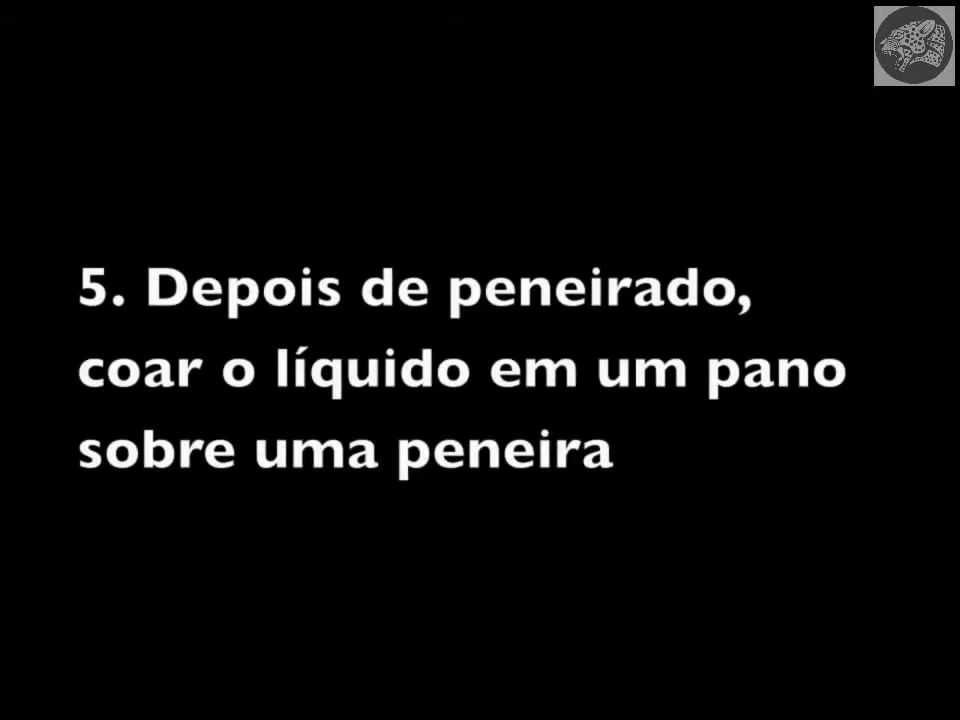 5. Depois de peneirado,
coar o líquido em um pano
sobre uma peneira